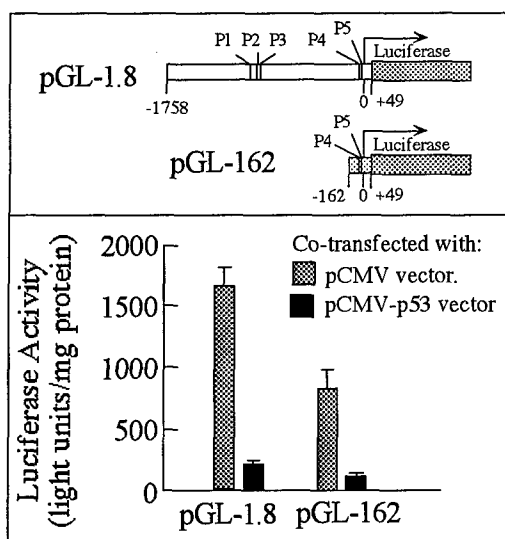 P1 P2 P3 P4 P5
Luciferase
pGL-1.8
-1758 0 +49
P5
P4 Luciferase
pGL-162
-162 0 +49
Luciferase Activity
(light units/mg protein)
2000
1500
1000
500
0
Co-transfected with:
pCMV vector.
pCMV-p53 vector
pGL-1.8 pGL-162